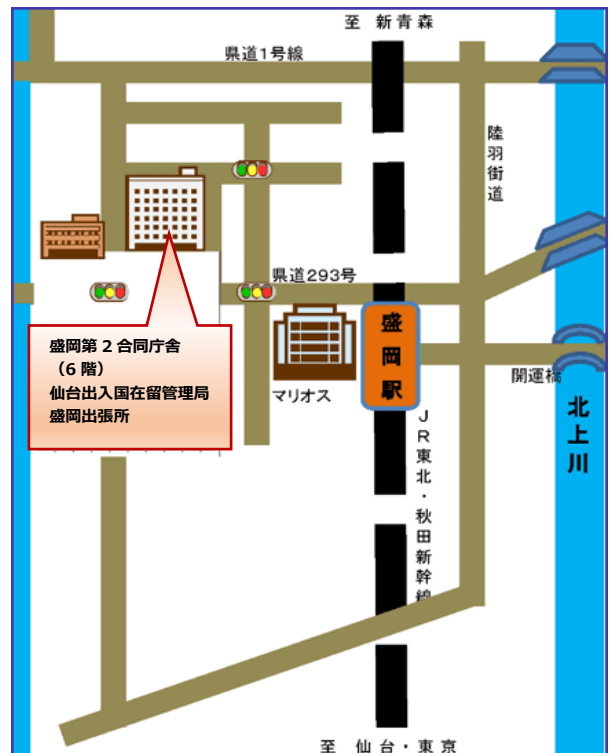 至 新青森
県道1号線
陸羽街道
県道293号
盛岡駅
マリオス
開運橋
北上川
盛岡第2合同庁舎
(6階)
仙台出入国在留管理局
盛岡出張所
JR東北・秋田新幹線
至 仙台・東京